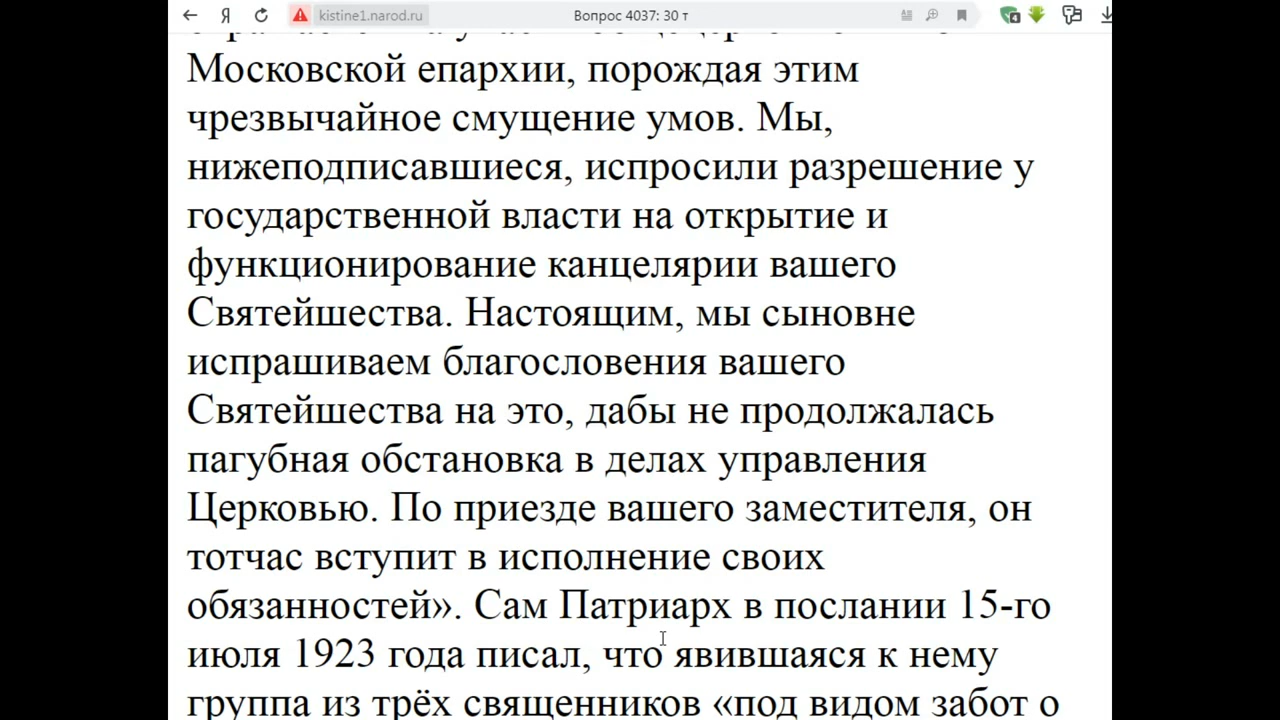 kistine1.narod.ru
Вопрос 4037: 30 т
Московской епархии, порождая этим
чрезвычайное смущение умов. Мы,
нижеподписавшиеся, испросили разрешение у
государственной власти на открытие и
функционирование канцелярии вашего
Святейшества. Настоящим, мы сыновне
испрашиваем благословения вашего
Святейшества на это, дабы не продолжалась
пагубная обстановка в делах управления
Церковью. По приезде вашего заместителя, он
тотчас вступит в исполнение своих
обязанностей». Сам Патриарх в послании 15-го
июля 1923 года писал, что явившаяся к нему
группа из трёх священников «под видом забот о